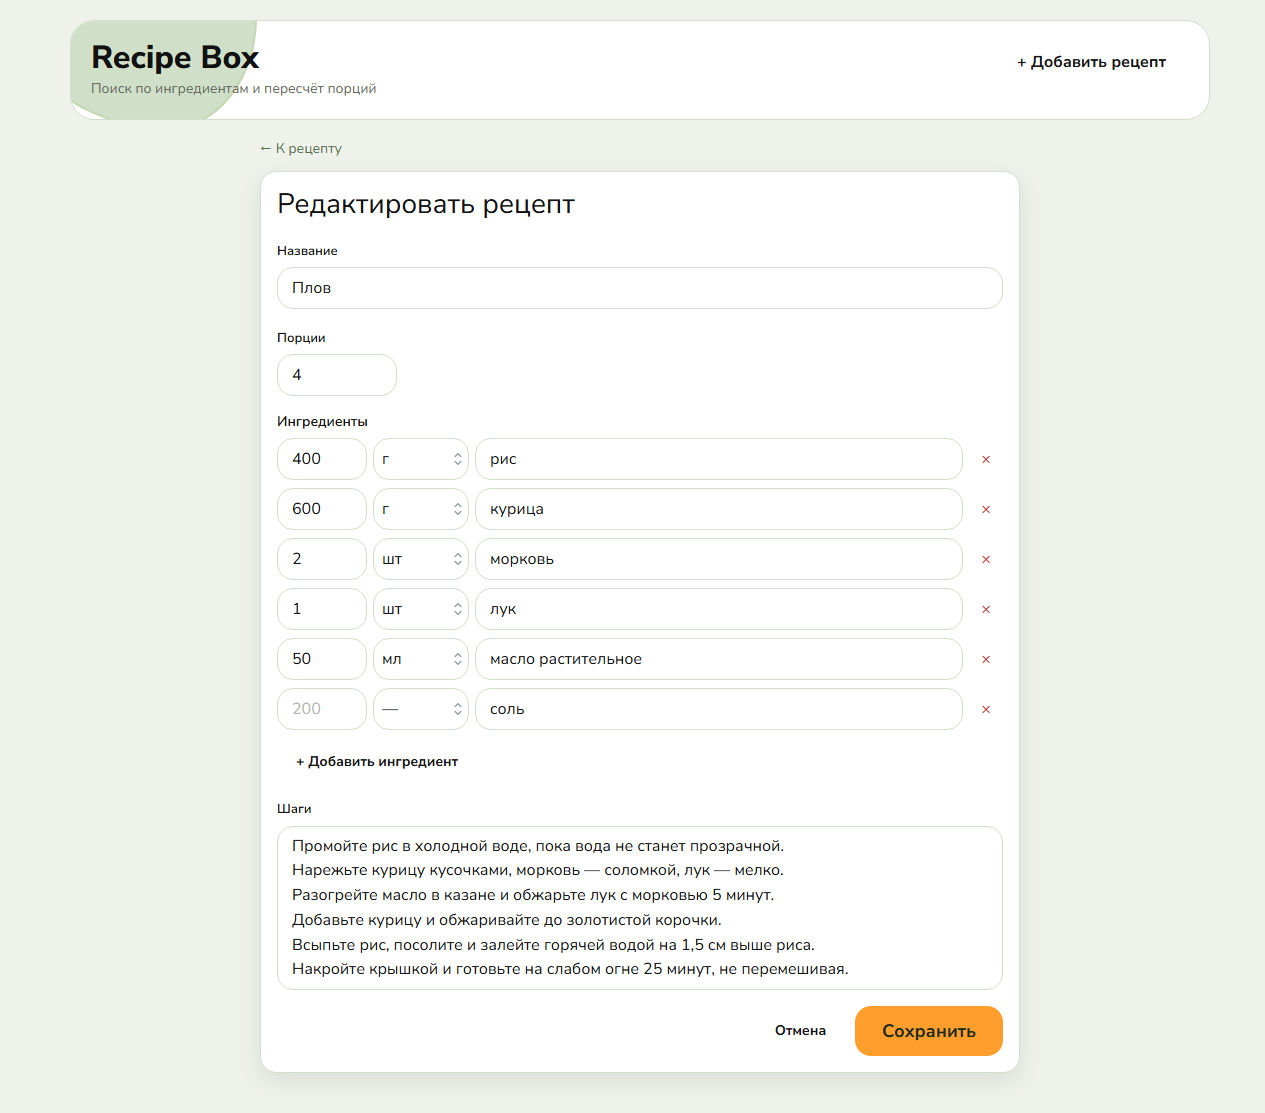 Recipe Box
Поиск по ингредиентам и пересчёт порций
+ Добавить рецепт
← К рецепту
Редактировать рецепт
Название
Плов
Порции
4
Ингредиенты
400 г рис ×
600 г курица ×
2 шт морковь ×
1 шт лук ×
50 мл масло растительное ×
200 — соль ×
+ Добавить ингредиент
Шаги
Промойте рис в холодной воде, пока вода не станет прозрачной.
Нарежьте курицу кусочками, морковь — соломкой, лук — мелко.
Разогрейте масло в казане и обжарьте лук с морковью 5 минут.
Добавьте курицу и обжаривайте до золотистой корочки.
Всыпьте рис, посолите и залейте горячей водой на 1,5 см выше риса.
Накройте крышкой и готовьте на слабом огне 25 минут, не перемешивая.
Отмена
Сохранить